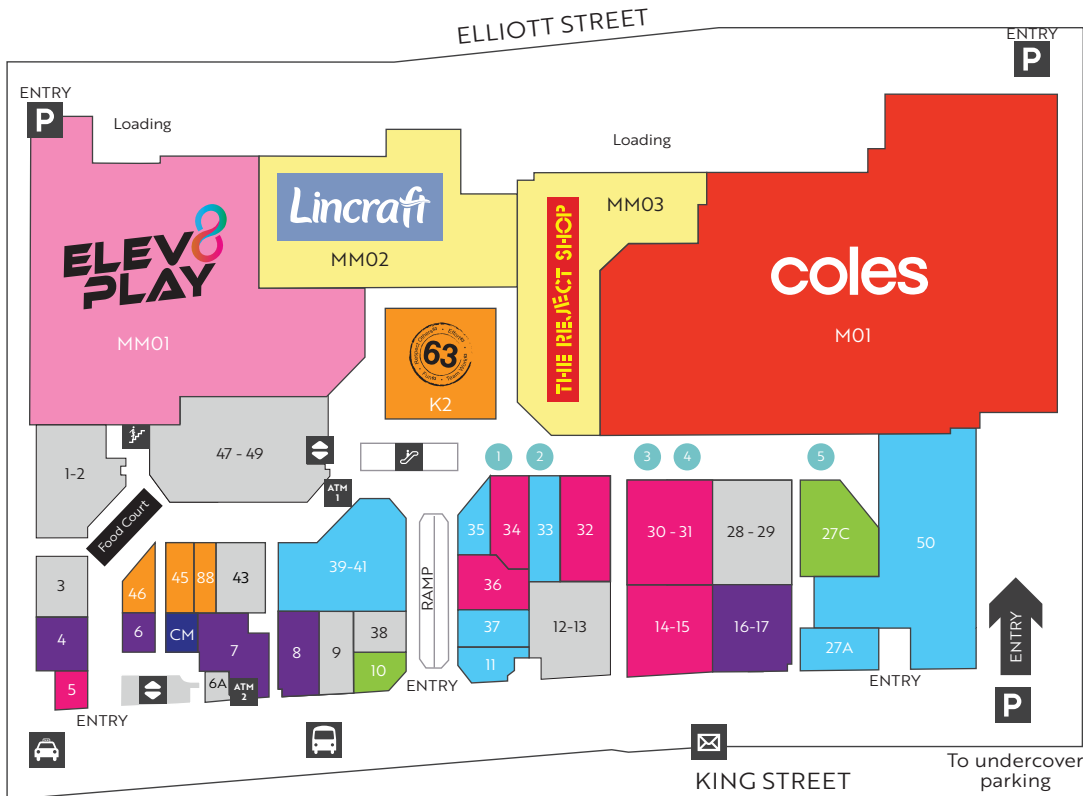 ELLIOTT STREET
ENTRY
P
ENTRY
P
Loading
Loading
Lincraft
MM02
MM03
THE REJECT SHOP
ELEV8
PLAY
MM01
coles
M01
63
K2
1-2
47 - 49
ATM
1
Food Court
1
2
3
4
5
35
34
33
32
30 - 31
28 - 29
27C
50
3
46
45
88
43
39-41
RAMP
36
4
6
CM
7
8
9
38
10
37
11
12-13
14-15
16-17
27A
ENTRY
5
6A
ATM
2
ENTRY
ENTRY
ENTRY
P
KING STREET
To undercover
parking